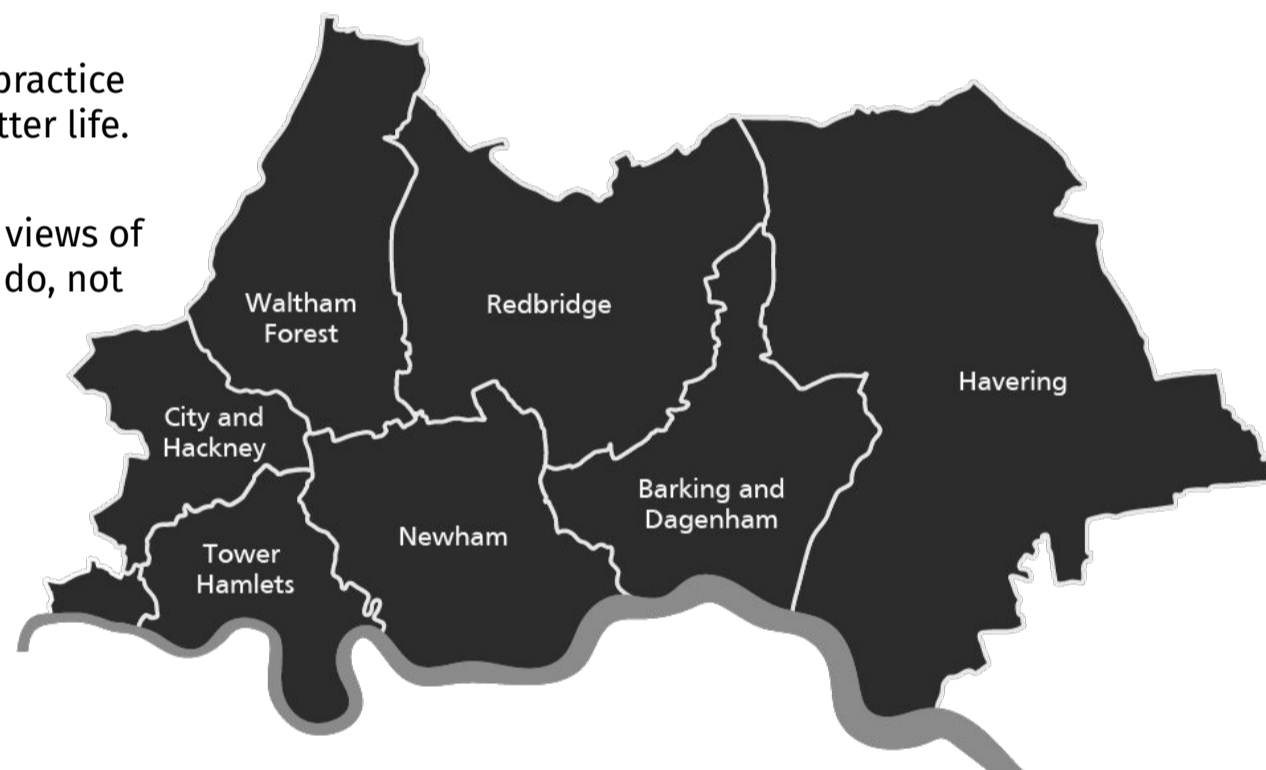 practice
tter life.
views of
do, not
Waltham
Forest
Redbridge
Havering
City and
Hackney
Barking and
Dagenham
Newham
Tower
Hamlets